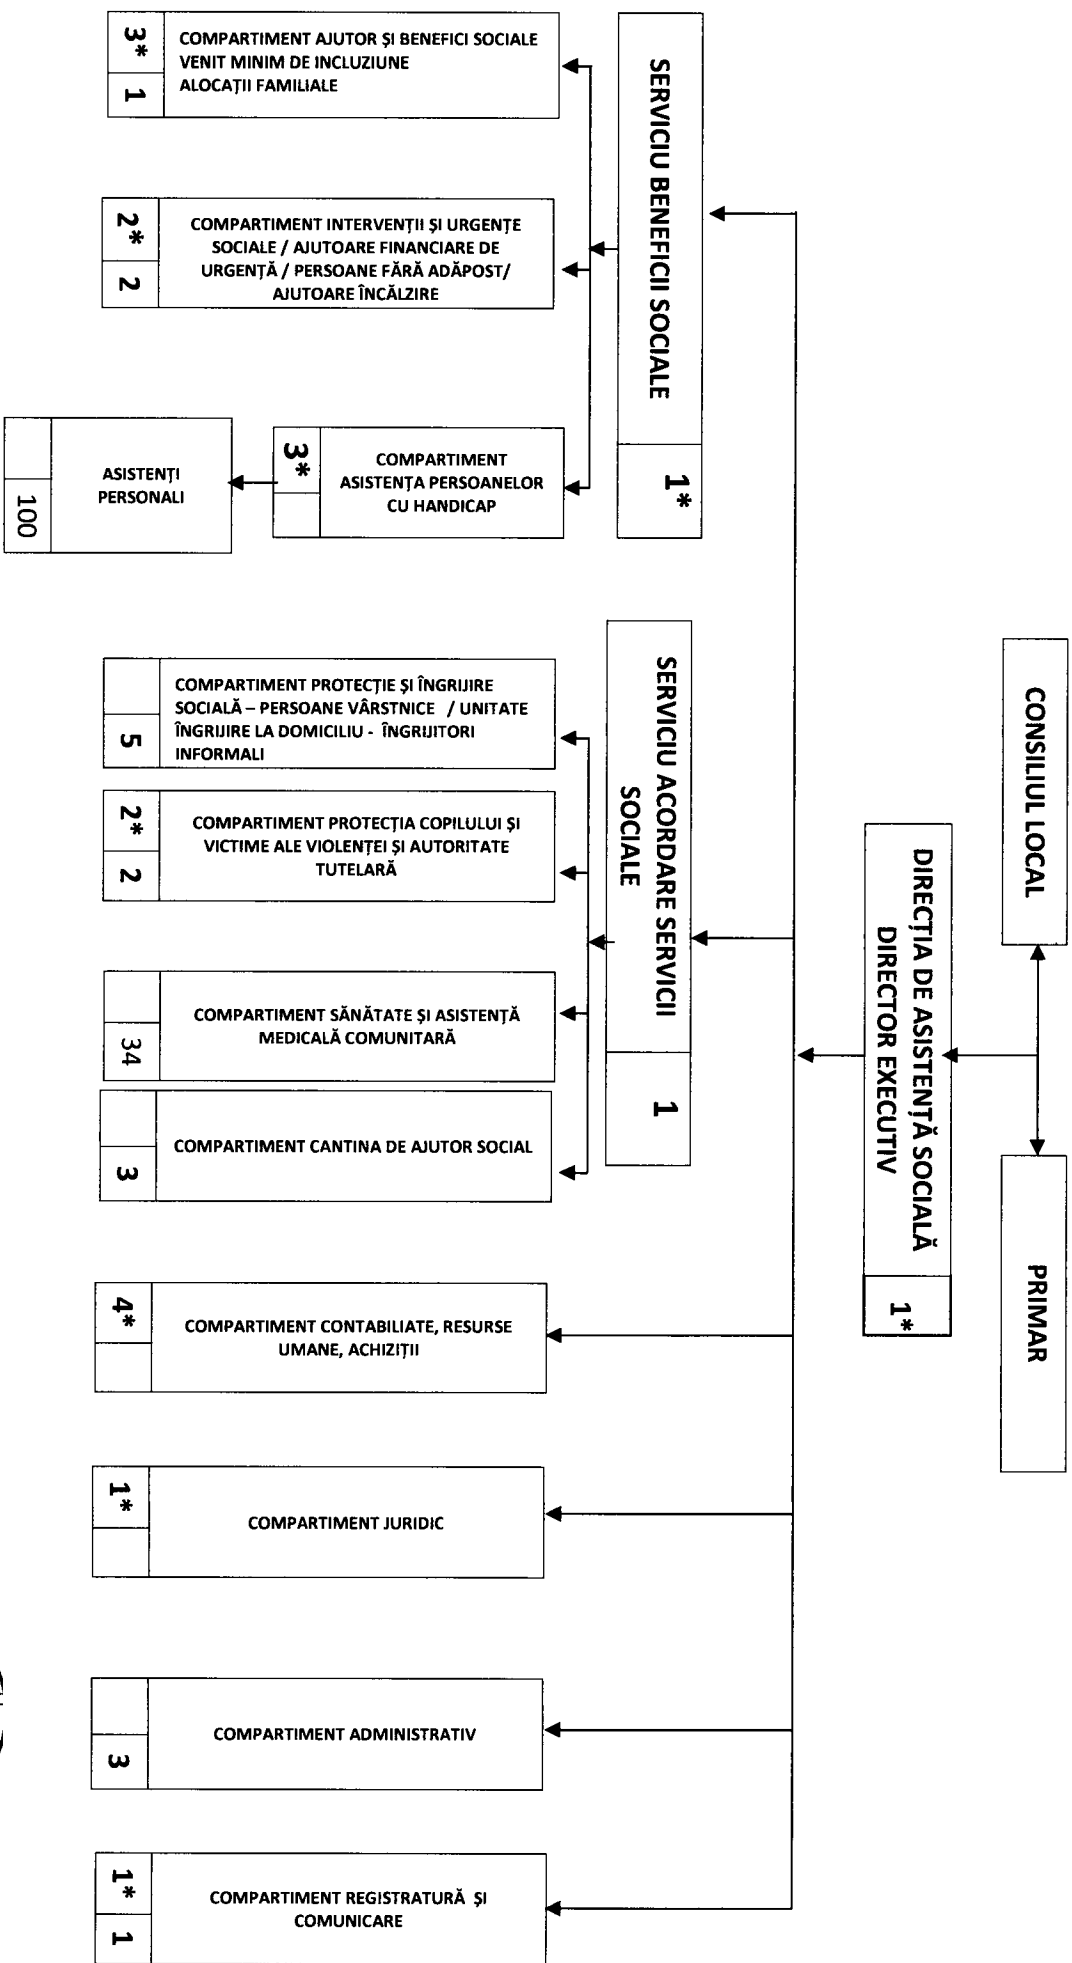 CONSILIUL LOCAL
PRIMAR
DIRECȚIA DE ASISTENȚĂ SOCIALĂ
DIRECTOR EXECUTIV
1*
SERVICIU BENEFICII SOCIALE
1*
COMPARTIMENT AJUTOR ȘI BENEFICI SOCIALE
VENIT MINIM DE INCLUZIUNE
ALOCAȚII FAMILIALE
3*
1
COMPARTIMENT INTERVENȚII ȘI URGENȚE
SOCIALE / AJUTOARE FINANCIARE DE
URGENȚĂ / PERSOANE FĂRĂ ADĂPOST/
AJUTOARE ÎNCĂLZIRE
2*
2
COMPARTIMENT
ASISTENȚA PERSOANELOR
CU HANDICAP
3*
ASISTENȚI
PERSONALI
100
SERVICIU ACORDARE SERVICII
SOCIALE
1
COMPARTIMENT PROTECȚIE ȘI ÎNGRIJIRE
SOCIALĂ – PERSOANE VÂRSTNICE / UNITATE
ÎNGRIJIRE LA DOMICILIU - ÎNGRIJITORI
INFORMALI
5
COMPARTIMENT PROTECȚIA COPILULUI ȘI
VICTIME ALE VIOLENȚEI ȘI AUTORITATE
TUTELARĂ
2*
2
COMPARTIMENT SĂNĂTATE ȘI ASISTENȚĂ
MEDICALĂ COMUNITARĂ
34
COMPARTIMENT CANTINA DE AJUTOR SOCIAL
3
COMPARTIMENT CONTABILIATE, RESURSE
UMANE, ACHIZIȚII
4*
COMPARTIMENT JURIDIC
1*
COMPARTIMENT ADMINISTRATIV
3
COMPARTIMENT REGISTRATURĂ ȘI
COMUNICARE
1*
1